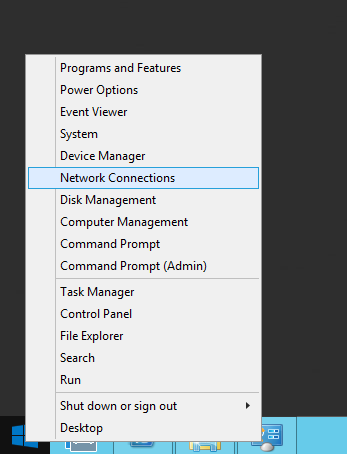 Programs and Features
Power Options
Event Viewer
System
Device Manager
Network Connections
Disk Management
Computer Management
Command Prompt
Command Prompt (Admin)
Task Manager
Control Panel
File Explorer
Search
Run
Shut down or sign out
Desktop